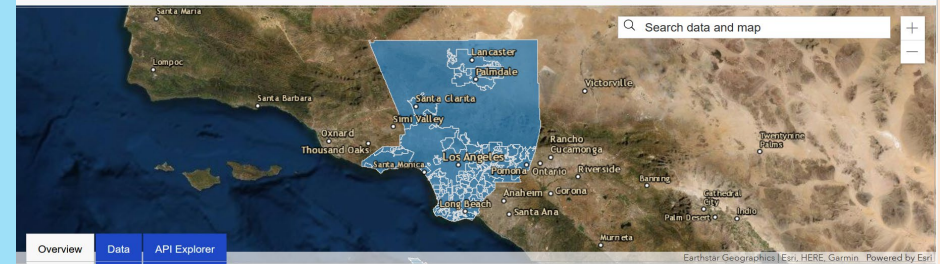 Santa Maria
Search data and map
+
−
Lompoc
Lancaster
Palmdale
Victorville
Santa Barbara
Santa Clarita
Simi Valley
Oxnard
Thousand Oaks
Rancho
Cucamonga
Twentynine
Palms
Los Angeles
Santa Monica
Pomona
Ontario
Riverside
Banning
Anaheim
Corona
Cathedral
City
Long Beach
Santa Ana
Palm Desert
Indio
Murrieta
Overview
Data
API Explorer
Earthstar Geographics | Esri, HERE, Garmin
Powered by Esri